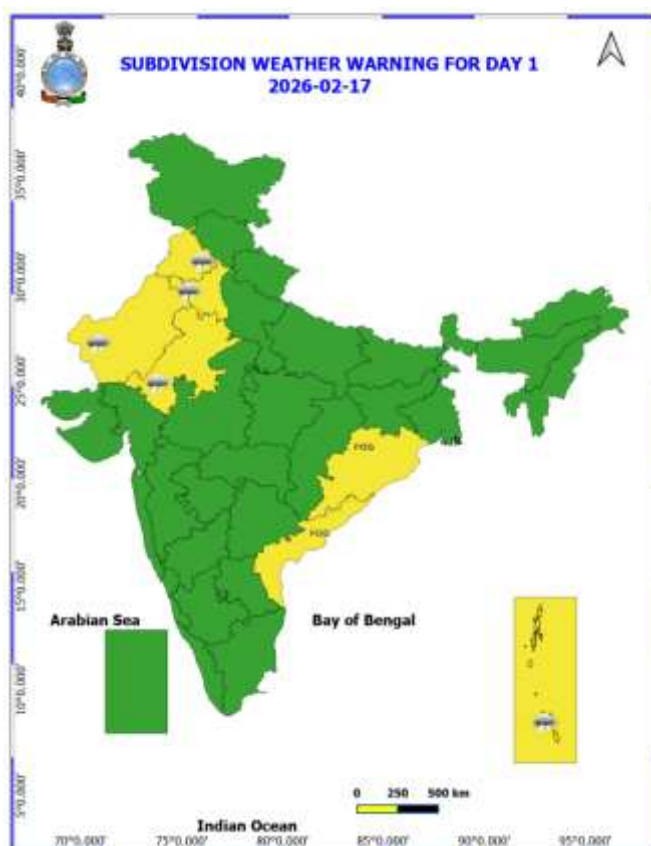 SUBDIVISION WEATHER WARNING FOR DAY 1
2026-02-17
40°0.000'
35°0.000'
30°0.000'
25°0.000'
20°0.000'
15°0.000'
10°0.000'
5°0.000'
FOG
FOG
Arabian Sea
Bay of Bengal
0 250 500 km
Indian Ocean
70°0.000' 75°0.000' 80°0.000' 85°0.000' 90°0.000' 95°0.000'